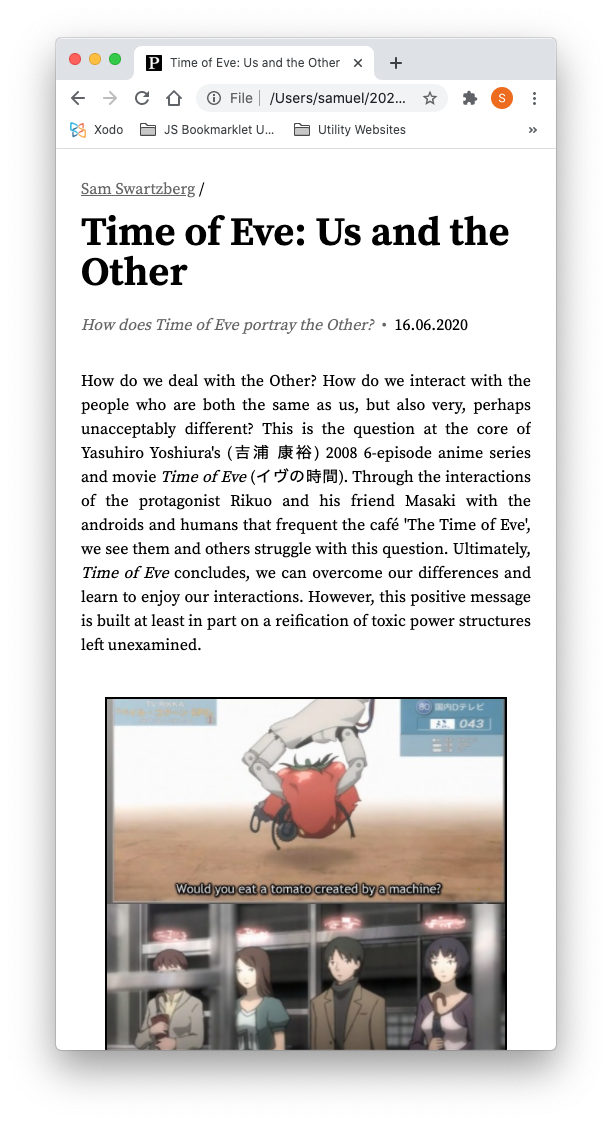 P Time of Eve: Us and the Other
File /Users/samuel/202... S
Xodo JS Bookmarklet U... Utility Websites »
Sam Swartzberg /
Time of Eve: Us and the
Other
How does Time of Eve portray the Other? • 16.06.2020
How do we deal with the Other? How do we interact with the
people who are both the same as us, but also very, perhaps
unacceptably different? This is the question at the core of
Yasuhiro Yoshiura's (吉浦 康裕) 2008 6-episode anime series
and movie Time of Eve (イヴの時間). Through the interactions
of the protagonist Rikuo and his friend Masaki with the
androids and humans that frequent the café 'The Time of Eve',
we see them and others struggle with this question. Ultimately,
Time of Eve concludes, we can overcome our differences and
learn to enjoy our interactions. However, this positive message
is built at least in part on a reification of toxic power structures
left unexamined.
国内Dテレビ
043
Would you eat a tomato created by a machine?